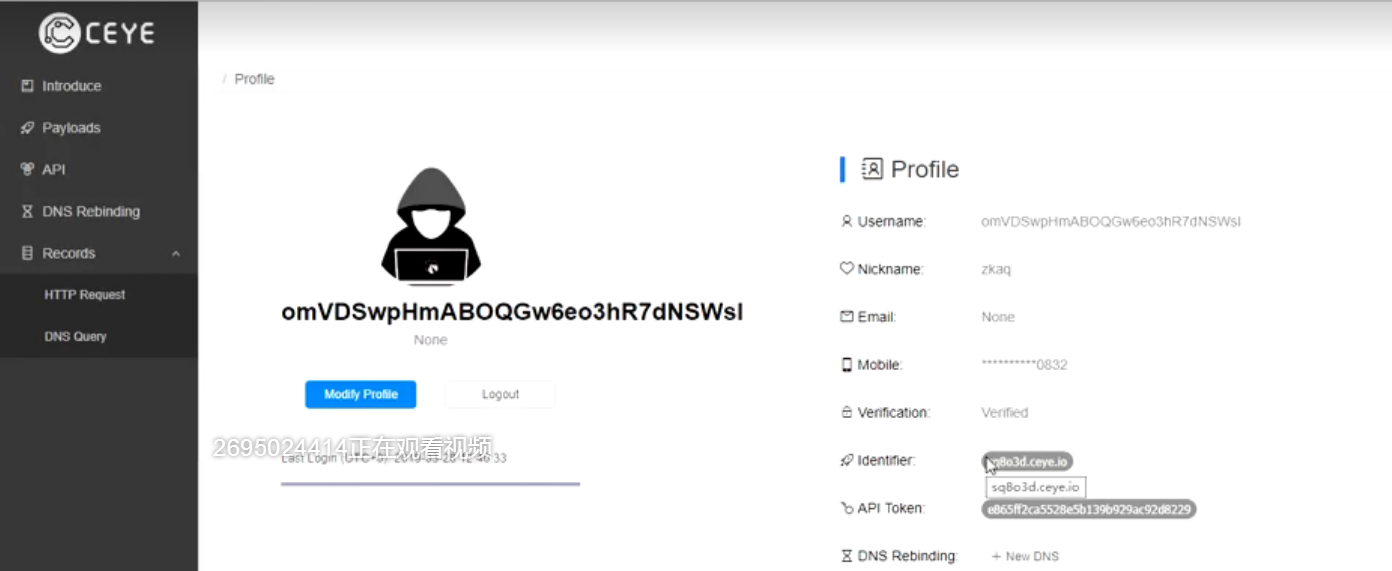 CEYE
Introduce
Payloads
API
DNS Rebinding
Records
HTTP Request
DNS Query
/ Profile
omVDSwpHmABOQGw6eo3hR7dNSWsI
None
Modify Profile
Logout
2695024414正在观看视频
Last Login (UTC+0) 2019-03-28 12:46:33
Profile
Username: omVDSwpHmABOQGw6eo3hR7dNSWsI
Nickname: zkaq
Email: None
Mobile: **********0832
Verification: Verified
Identifier: sq8o3d.ceye.io
sq8o3d.ceye.io
API Token: e865ff2ca5528e5b139b929ac92d8229
DNS Rebinding: + New DNS